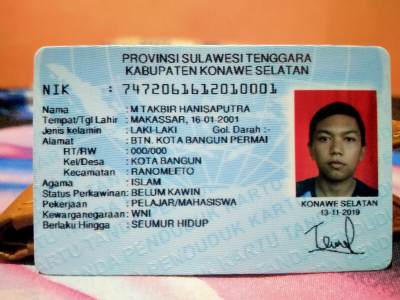 PROVINSI SULAWESI TENGGARA
KABUPATEN KONAWE SELATAN
NIK : 7472061612010001
Nama : M TAKBIR HANISAPUTRA
Tempat/Tgl Lahir : MAKASSAR, 16-01-2001
Jenis kelamin : LAKI-LAKI Gol. Darah :-
Alamat : BTN. KOTA BANGUN PERMAI
RT/RW : 000/000
Kel/Desa : KOTA BANGUN
Kecamatan : RANOMEETO
Agama : ISLAM
Status Perkawinan: BELUM KAWIN
Pekerjaan : PELAJAR/MAHASISWA
Kewarganegaraan: WNI
Berlaku Hingga : SEUMUR HIDUP
KONAWE SELATAN
13-11-2019